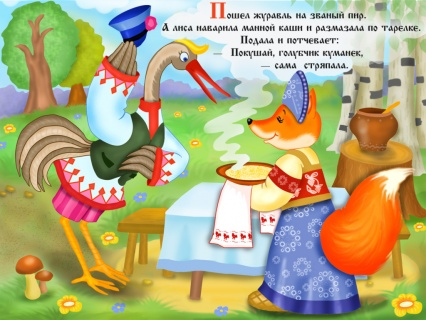 Пошел журавль на званый пир.
А лиса наварила манной каши и размазала по тарелке.
Подала и потчевает:
— Покушай, голубчик куманек,
— сама стряпала.